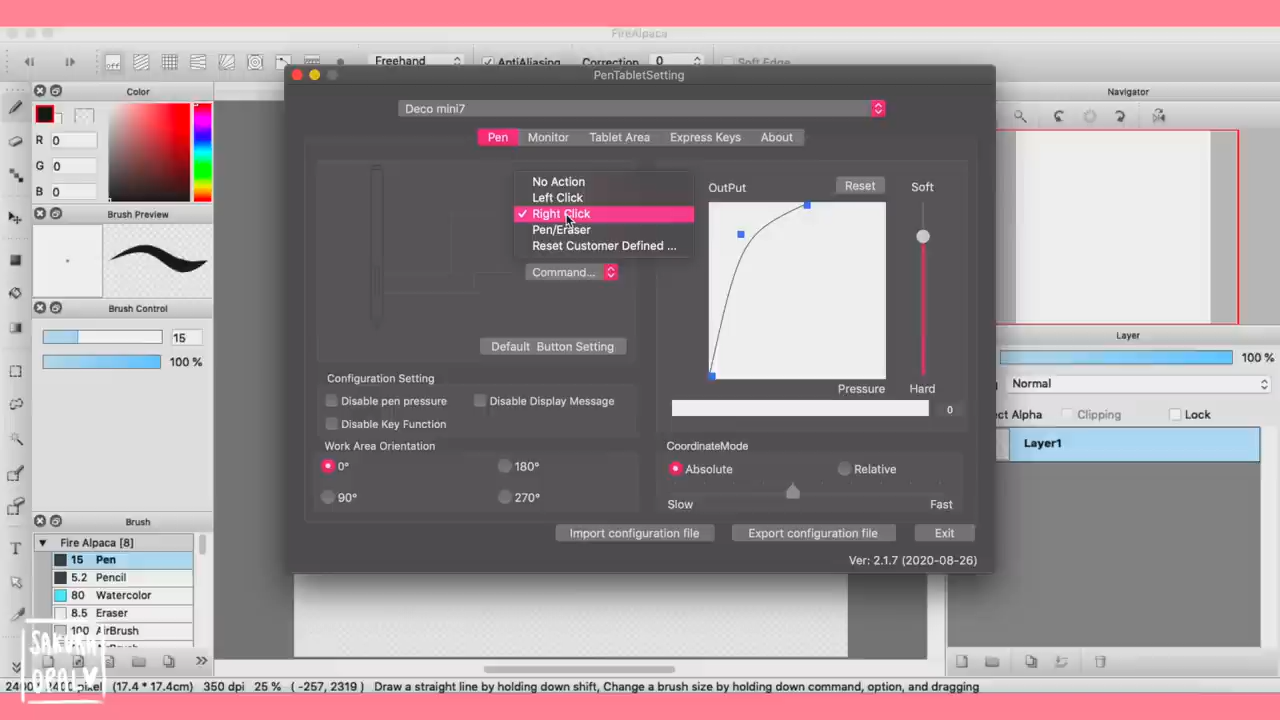 FireAlpaca
off
Freehand
AntiAliasing
Correction
0
Soft Edge
PenTabletSetting
Deco mini7
Pen
Monitor
Tablet Area
Express Keys
About
Color
R
0
G
0
B
0
Brush Preview
Brush Control
15
100 %
Brush
Fire Alpaca [8]
15 Pen
5.2 Pencil
80 Watercolor
8.5 Eraser
100 AirBrush
No Action
Left Click
Right Click
Pen/Eraser
Reset Customer Defined ...
Command...
Default Button Setting
Configuration Setting
Disable pen pressure
Disable Display Message
Disable Key Function
Work Area Orientation
0°
180°
90°
270°
OutPut
Reset
Soft
Pressure
Hard
0
CoordinateMode
Absolute
Relative
Slow
Fast
Import configuration file
Export configuration file
Exit
Ver: 2.1.7 (2020-08-26)
Navigator
Layer
100 %
Normal
Alpha
Clipping
Lock
Layer1
SAKURA
OPAL
pixel (17.4 * 17.4cm) 350 dpi 25 % ( -257, 2319 ) Draw a straight line by holding down shift, Change a brush size by holding down command, option, and dragging